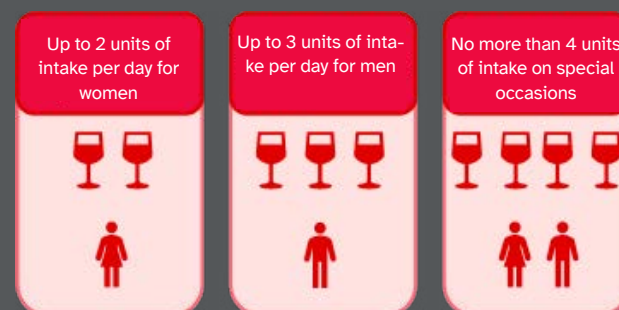 Up to 2 units of
intake per day for
women
Up to 3 units of inta-
ke per day for men
No more than 4 units
of intake on special
occasions